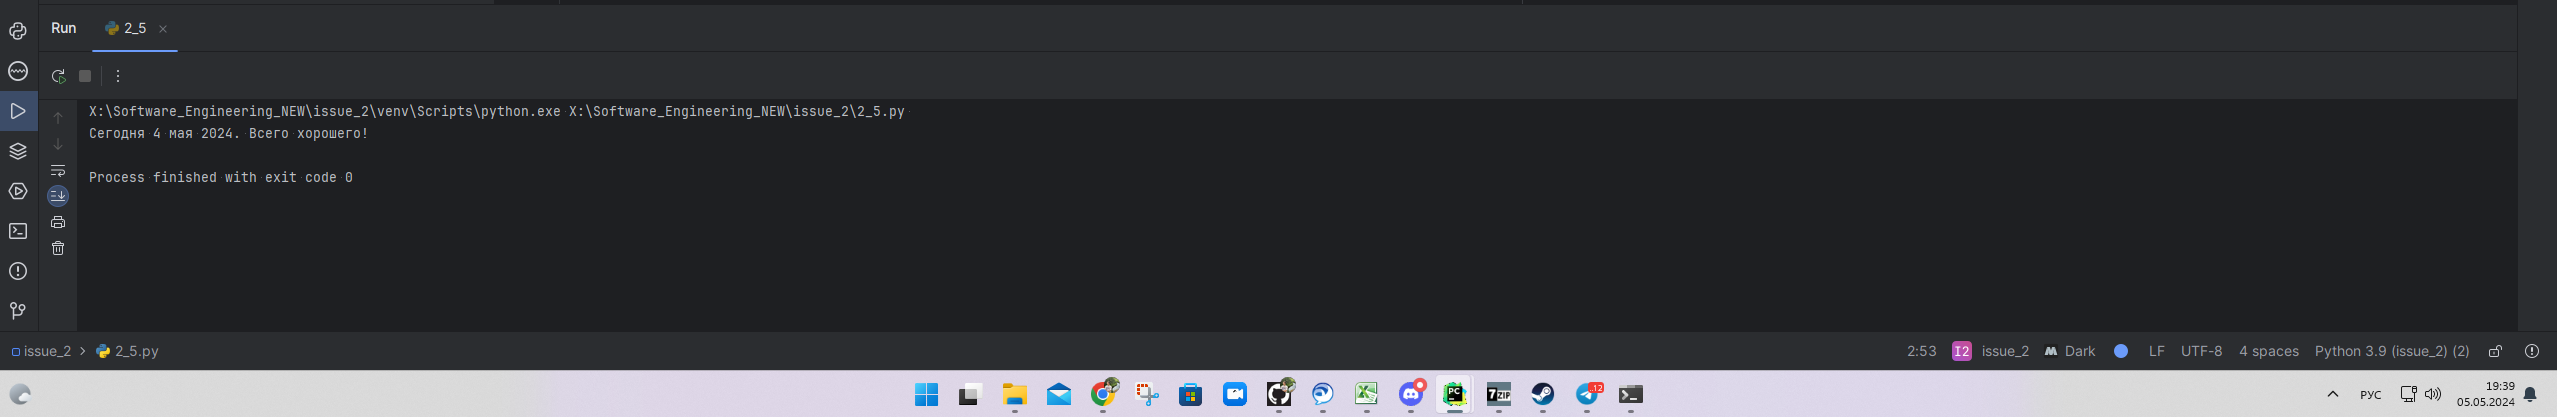 Run 2_5
X:\Software_Engineering_NEW\issue_2\venv\Scripts\python.exe X:\Software_Engineering_NEW\issue_2\2_5.py
Сегодня 4 мая 2024. Всего хорошего!
Process finished with exit code 0
issue_2 > 2_5.py 2:53 I2 issue_2 Dark LF UTF-8 4 spaces Python 3.9 (issue_2) (2)
PC 7ZIP 12 РУС 19:39
05.05.2024